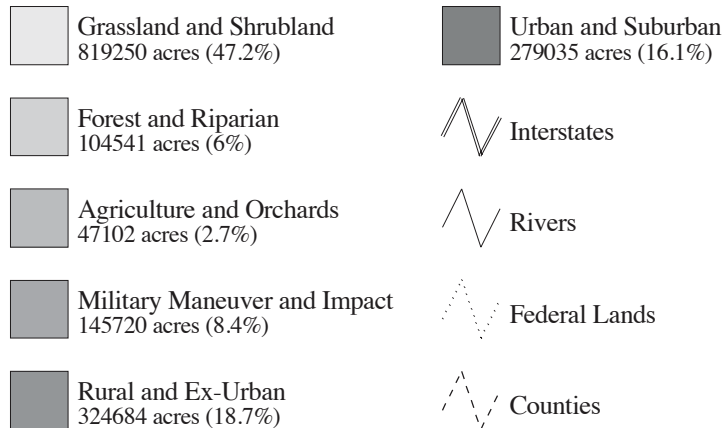 Grassland and Shrubland
819250 acres (47.2%)
Forest and Riparian
104541 acres (6%)
Agriculture and Orchards
47102 acres (2.7%)
Military Maneuver and Impact
145720 acres (8.4%)
Rural and Ex-Urban
324684 acres (18.7%)
Urban and Suburban
279035 acres (16.1%)
Interstates
Rivers
Federal Lands
Counties